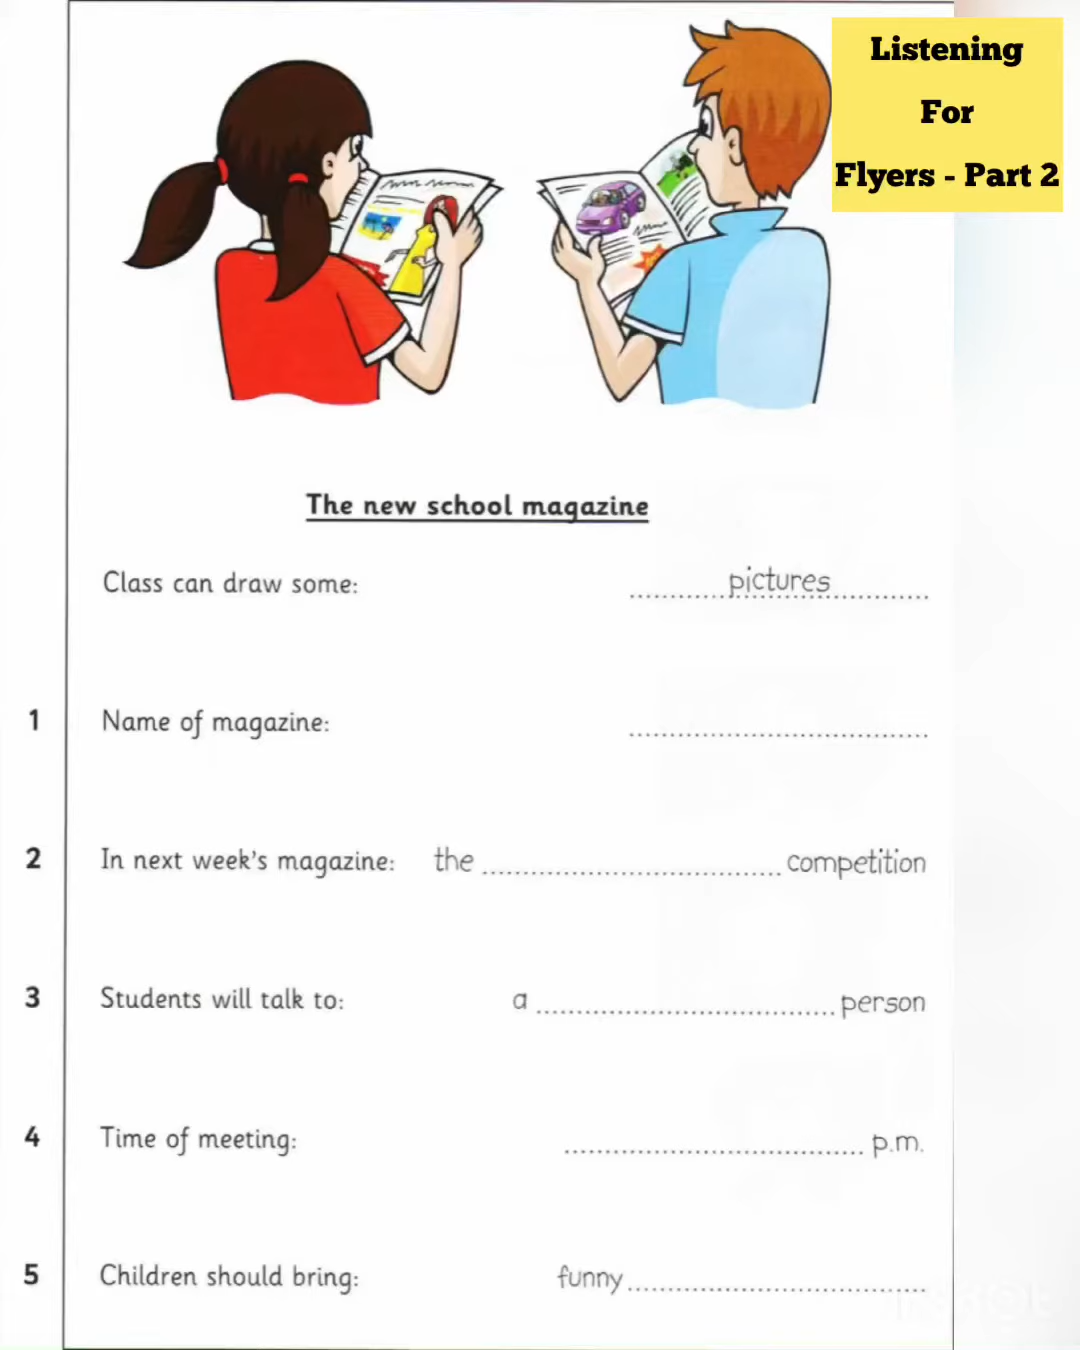 Listening
For
Flyers - Part 2
The new school magazine
Class can draw some: pictures
1 Name of magazine:
2 In next week's magazine: the competition
3 Students will talk to: a person
4 Time of meeting: p.m.
5 Children should bring: funny